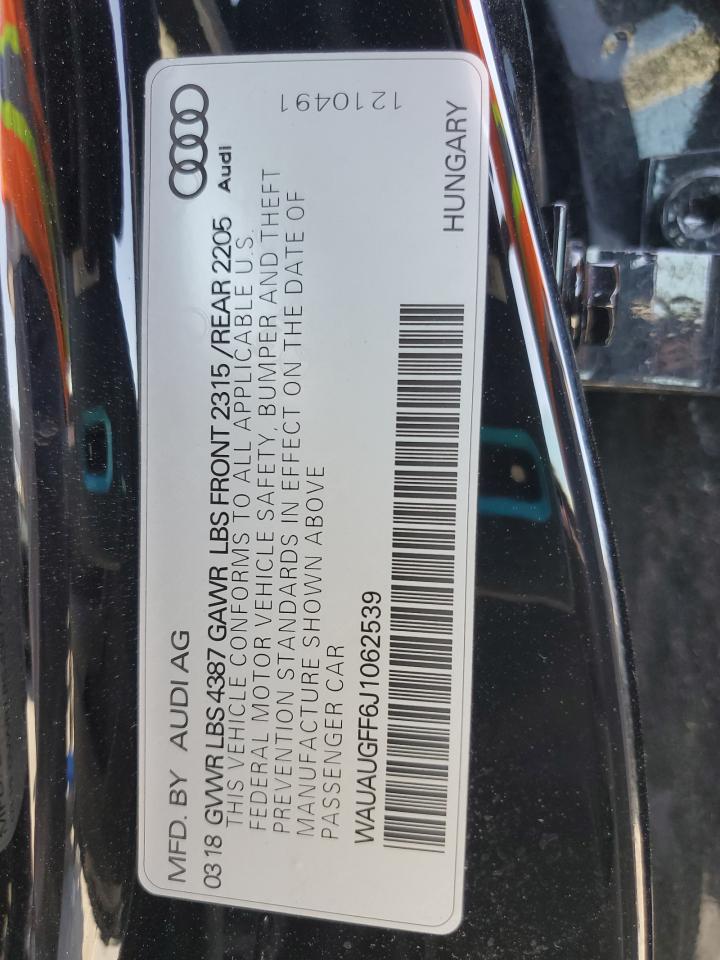 MFD. BY AUDI AG
Audi
0318 GVWR LBS 4387 GAWR LBS FRONT 2315 /REAR 2205
THIS VEHICLE CONFORMS TO ALL APPLICABLE U.S.
FEDERAL MOTOR VEHICLE SAFETY, BUMPER AND THEFT
PREVENTION STANDARDS IN EFFECT ON THE DATE OF
MANUFACTURE SHOWN ABOVE
PASSENGER CAR
1210491
WAUAUGFF6J1062539
HUNGARY